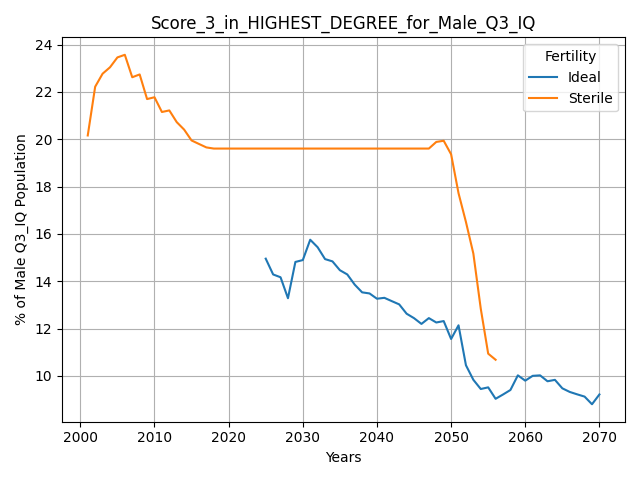 Score_3_in_HIGHEST_DEGREE_for_Male_Q3_IQ
Fertility
Ideal
Sterile
% of Male Q3_IQ Population
24
22
20
18
16
14
12
10
2000 2010 2020 2030 2040 2050 2060 2070
Years